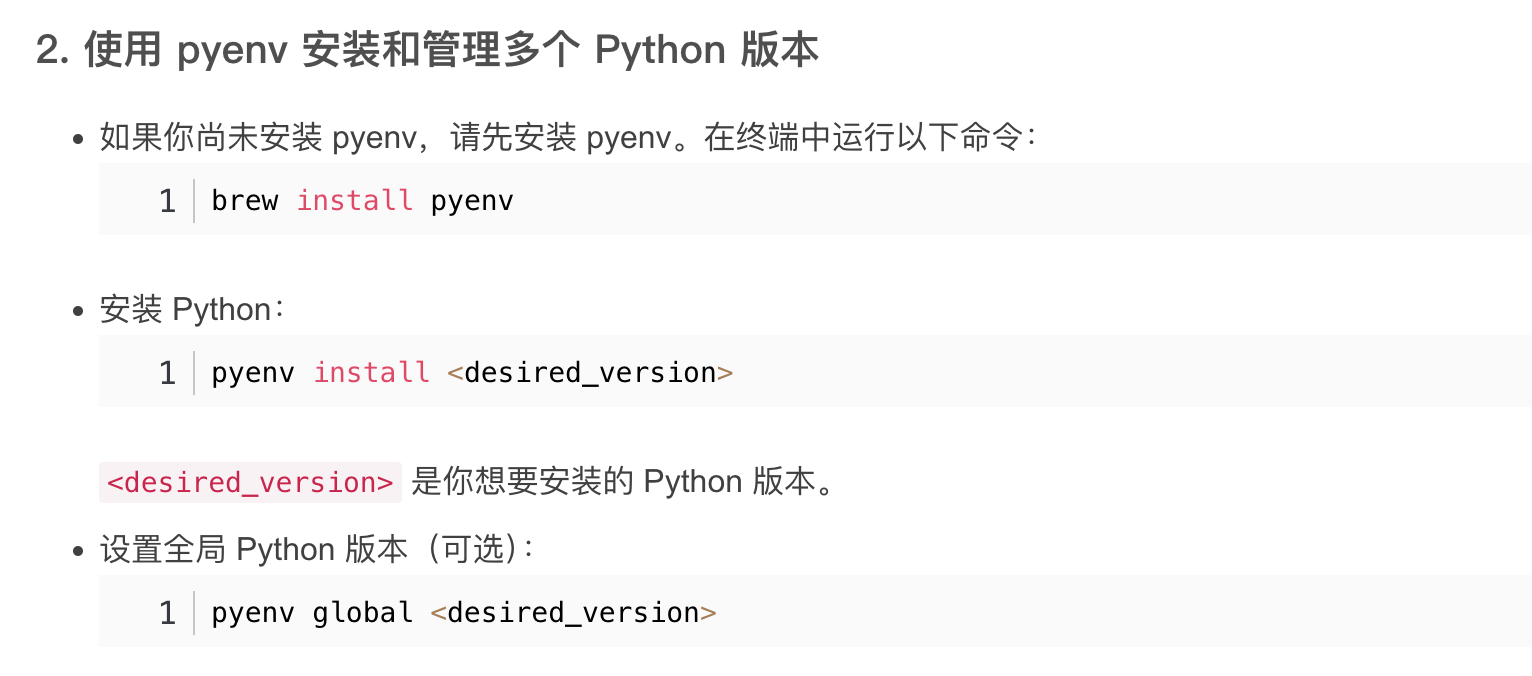 2. 使用 pyenv 安装和管理多个 Python 版本
如果你尚未安装 pyenv，请先安装 pyenv。在终端中运行以下命令：
1 brew install pyenv
安装 Python：
1 pyenv install <desired_version>
<desired_version> 是你想要安装的 Python 版本。
设置全局 Python 版本（可选）：
1 pyenv global <desired_version>